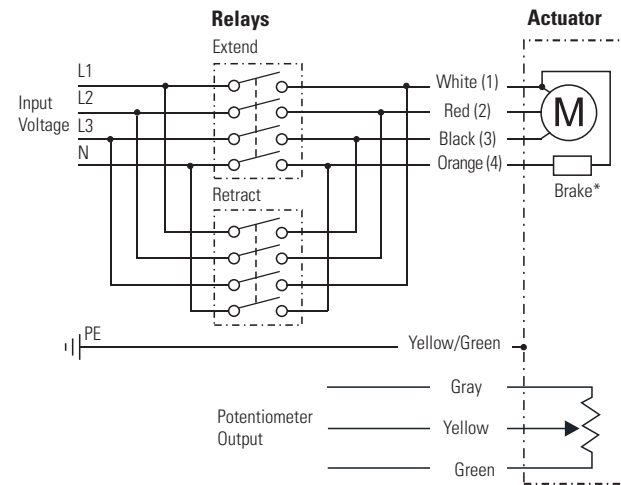 Relays
Actuator
Extend
L1
L2
L3
N
Input
Voltage
White (1)
Red (2)
Black (3)
Orange (4)
M
Brake*
Retract
PE
Yellow/Green
Gray
Potentiometer
Output
Yellow
Green